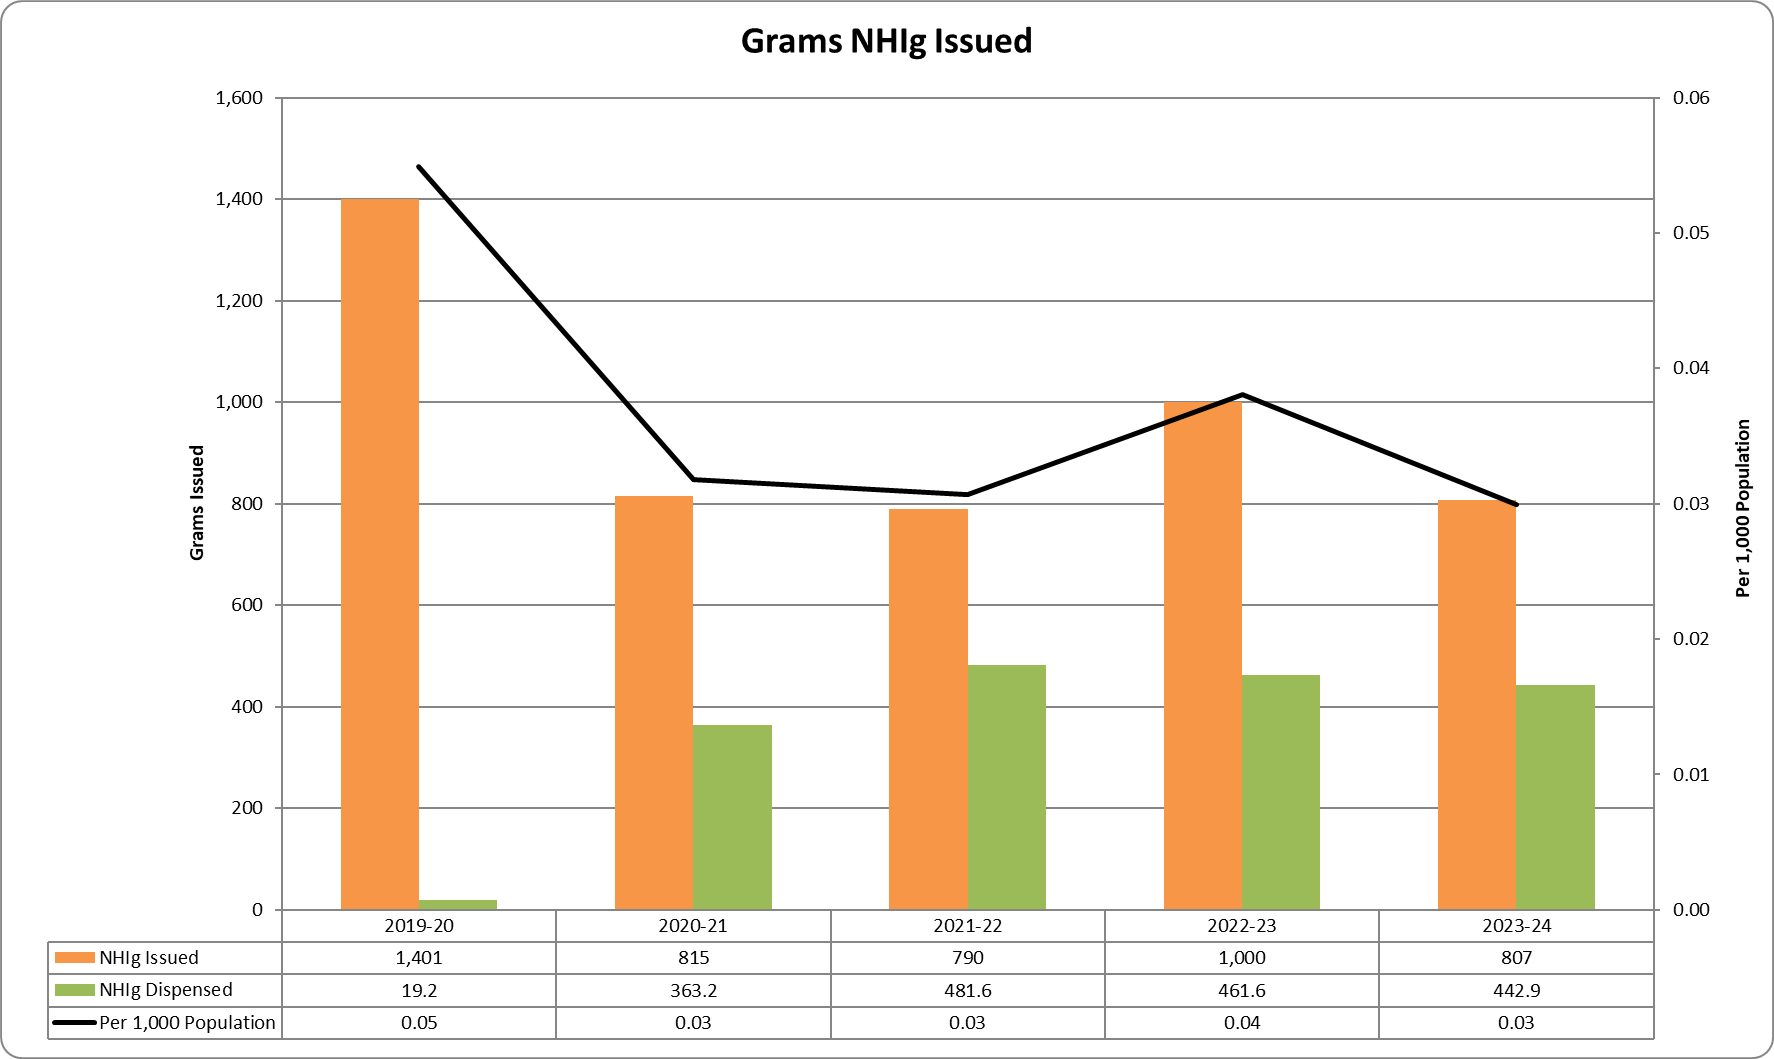 Grams NHIg Issued
1,600
1,400
1,200
1,000
800
600
400
200
0
Grams Issued
0.06
0.05
0.04
0.03
0.02
0.01
0.00
Per 1,000 Population
2019-20 2020-21 2021-22 2022-23 2023-24
NHIg Issued 1,401 815 790 1,000 807
NHIg Dispensed 19.2 363.2 481.6 461.6 442.9
Per 1,000 Population 0.05 0.03 0.03 0.04 0.03